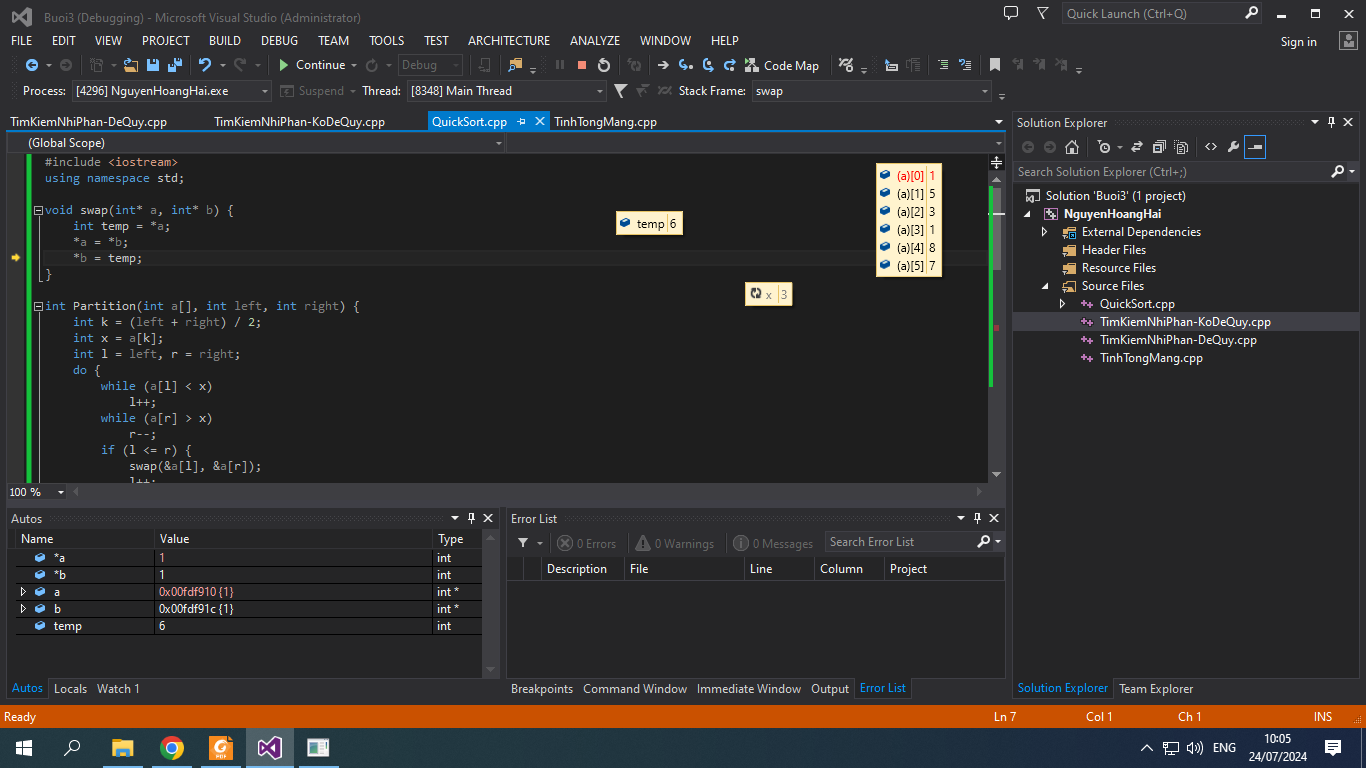 Buoi3 (Debugging) - Microsoft Visual Studio (Administrator)
Quick Launch (Ctrl+Q)
FILE EDIT VIEW PROJECT BUILD DEBUG TEAM TOOLS TEST ARCHITECTURE ANALYZE WINDOW HELP
Sign in
Continue Debug Code Map
Process: [4296] NguyenHoangHai.exe Suspend Thread: [8348] Main Thread Stack Frame: swap
TimKiemNhiPhan-DeQuy.cpp TimKiemNhiPhan-KoDeQuy.cpp QuickSort.cpp TinhTongMang.cpp
(Global Scope)
#include <iostream>
using namespace std;
void swap(int* a, int* b) {
int temp = *a;
*a = *b;
*b = temp;
}
int Partition(int a[], int left, int right) {
int k = (left + right) / 2;
int x = a[k];
int l = left, r = right;
do {
while (a[l] < x)
l++;
while (a[r] > x)
r--;
if (l <= r) {
swap(&a[l], &a[r]);
l++;
temp 6
(a)[0] 1
(a)[1] 5
(a)[2] 3
(a)[3] 1
(a)[4] 8
(a)[5] 7
x 3
100 %
Solution Explorer
Search Solution Explorer (Ctrl+;)
Solution 'Buoi3' (1 project)
NguyenHoangHai
External Dependencies
Header Files
Resource Files
Source Files
QuickSort.cpp
TimKiemNhiPhan-KoDeQuy.cpp
TimKiemNhiPhan-DeQuy.cpp
TinhTongMang.cpp
Autos
Name Value Type
*a 1 int
*b 1 int
a 0x00fdf910 {1} int *
b 0x00fdf91c {1} int *
temp 6 int
Autos Locals Watch 1
Error List
0 Errors 0 Warnings 0 Messages Search Error List
Description File Line Column Project
Breakpoints Command Window Immediate Window Output Error List
Solution Explorer Team Explorer
Ready Ln 7 Col 1 Ch 1 INS
PDF
ENG
10:05
24/07/2024